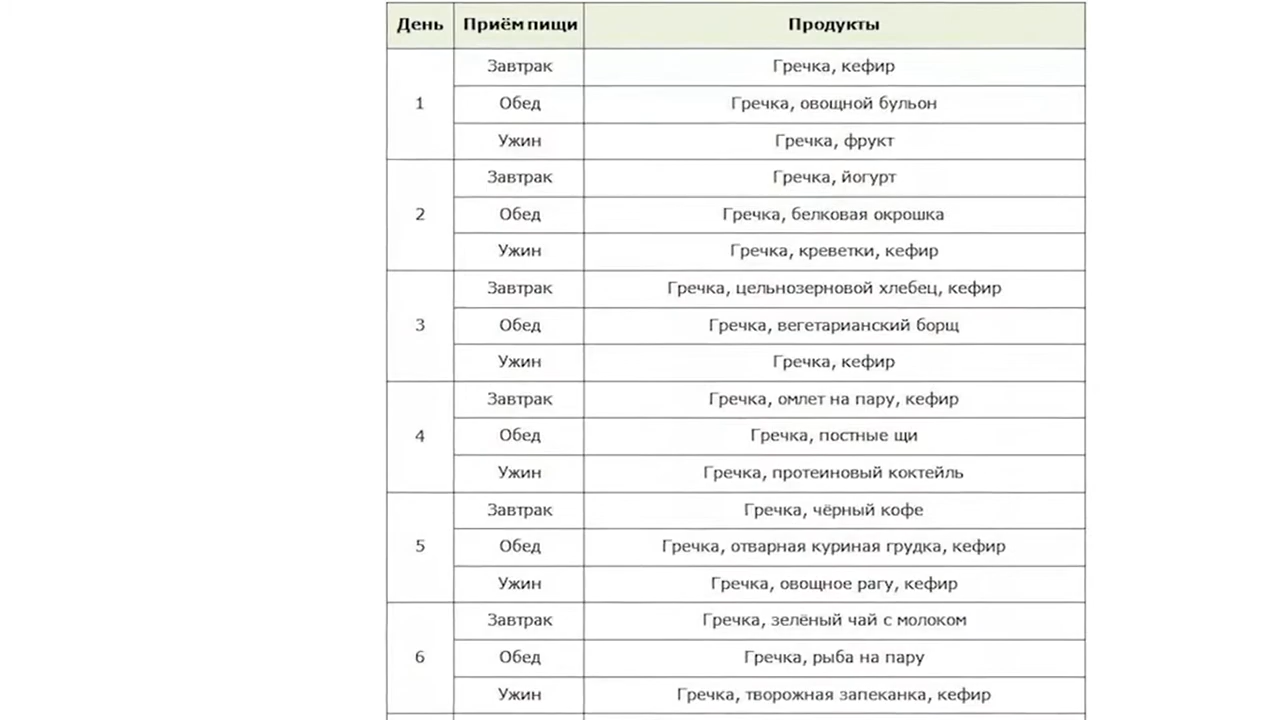 День Приём пищи Продукты
Завтрак Гречка, кефир
1 Обед Гречка, овощной бульон
Ужин Гречка, фрукт
Завтрак Гречка, йогурт
2 Обед Гречка, белковая окрошка
Ужин Гречка, креветки, кефир
Завтрак Гречка, цельнозерновой хлебец, кефир
3 Обед Гречка, вегетарианский борщ
Ужин Гречка, кефир
Завтрак Гречка, омлет на пару, кефир
4 Обед Гречка, постные щи
Ужин Гречка, протеиновый коктейль
Завтрак Гречка, чёрный кофе
5 Обед Гречка, отварная куриная грудка, кефир
Ужин Гречка, овощное рагу, кефир
Завтрак Гречка, зелёный чай с молоком
6 Обед Гречка, рыба на пару
Ужин Гречка, творожная запеканка, кефир